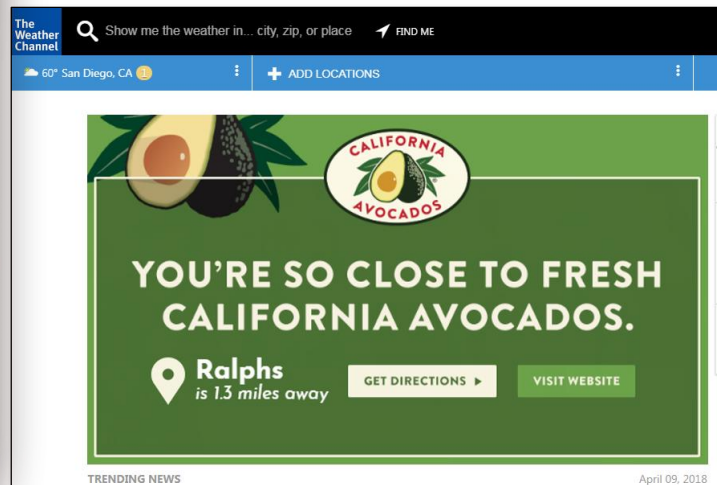 The
Weather
Channel
Show me the weather in... city, zip, or place
FIND ME
60° San Diego, CA 1
ADD LOCATIONS
CALIFORNIA
AVOCADOS
YOU'RE SO CLOSE TO FRESH
CALIFORNIA AVOCADOS.
Ralphs
is 1.3 miles away
GET DIRECTIONS
VISIT WEBSITE
TRENDING NEWS
April 09, 2018